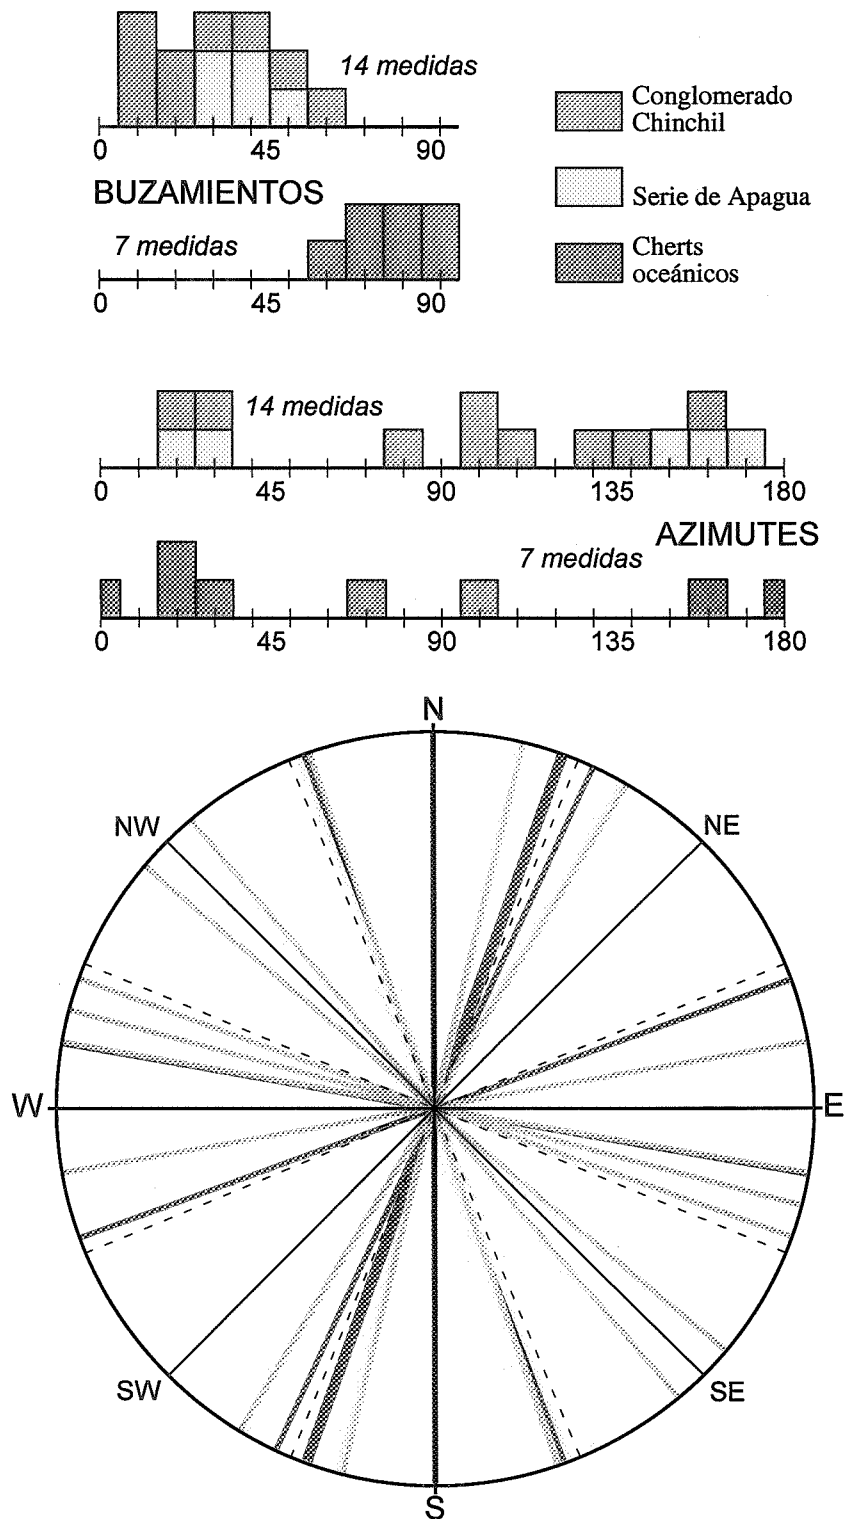 14 medidas
Conglomerado
Chinchil
0 45 90
BUZAMIENTOS
Serie de Apagua
7 medidas
Cherts
oceánicos
0 45 90
14 medidas
0 45 90 135 180
AZIMUTES
7 medidas
0 45 90 135 180
N
NW NE
W E
SW SE
S